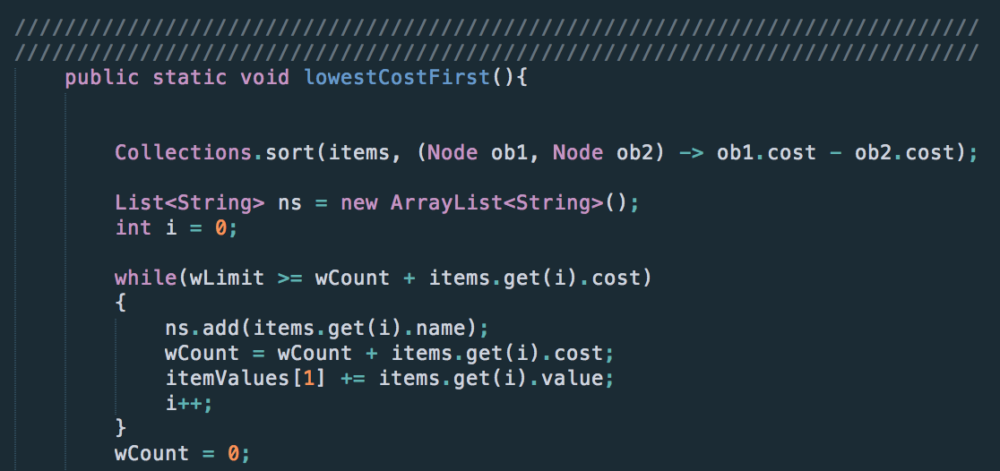 /////////////////////////////////////////////////////////////////////////////
/////////////////////////////////////////////////////////////////////////////
public static void lowestCostFirst(){
Collections.sort(items, (Node ob1, Node ob2) -> ob1.cost - ob2.cost);
List<String> ns = new ArrayList<String>();
int i = 0;
while(wLimit >= wCount + items.get(i).cost)
{
ns.add(items.get(i).name);
wCount = wCount + items.get(i).cost;
itemValues[1] += items.get(i).value;
i++;
}
wCount = 0;